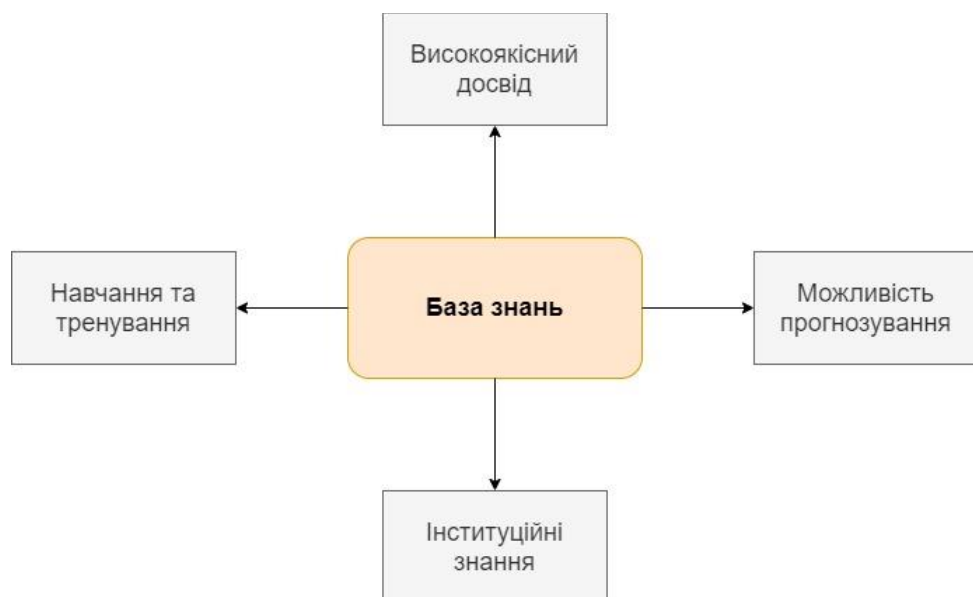 Високоякісний
досвід
Навчання та
тренування
База знань
Можливість
прогнозування
Інституційні
знання